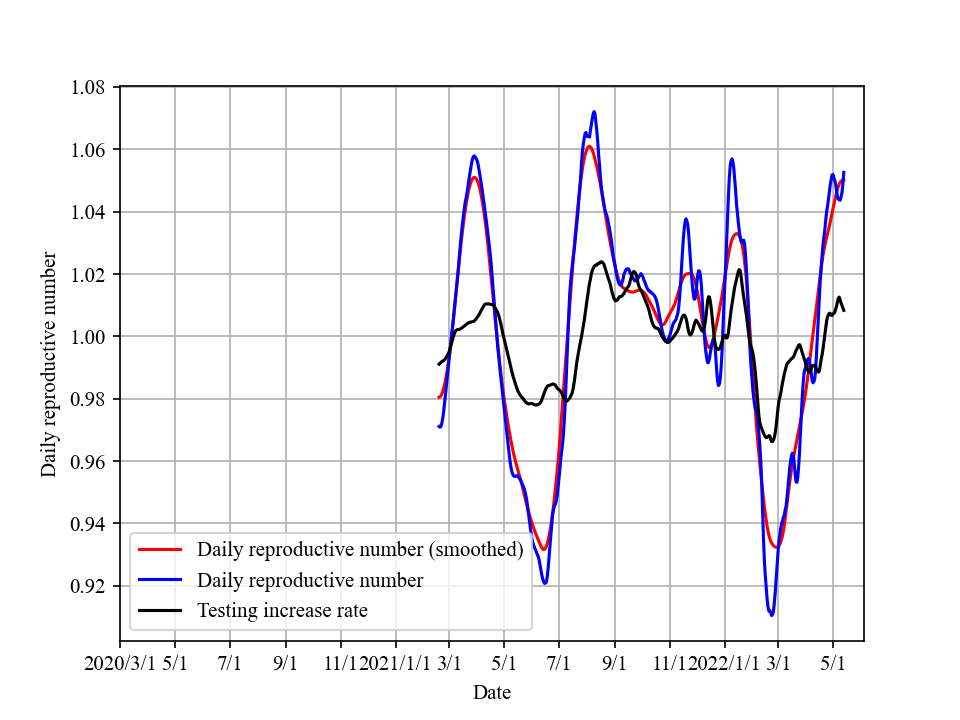 1.08
1.06
1.04
1.02
1.00
0.98
0.96
0.94
0.92
Daily reproductive number
Daily reproductive number (smoothed)
Daily reproductive number
Testing increase rate
2020/3/1 5/1 7/1 9/1 11/1 2021/1/1 3/1 5/1 7/1 9/1 11/1 2022/1/1 3/1 5/1
Date